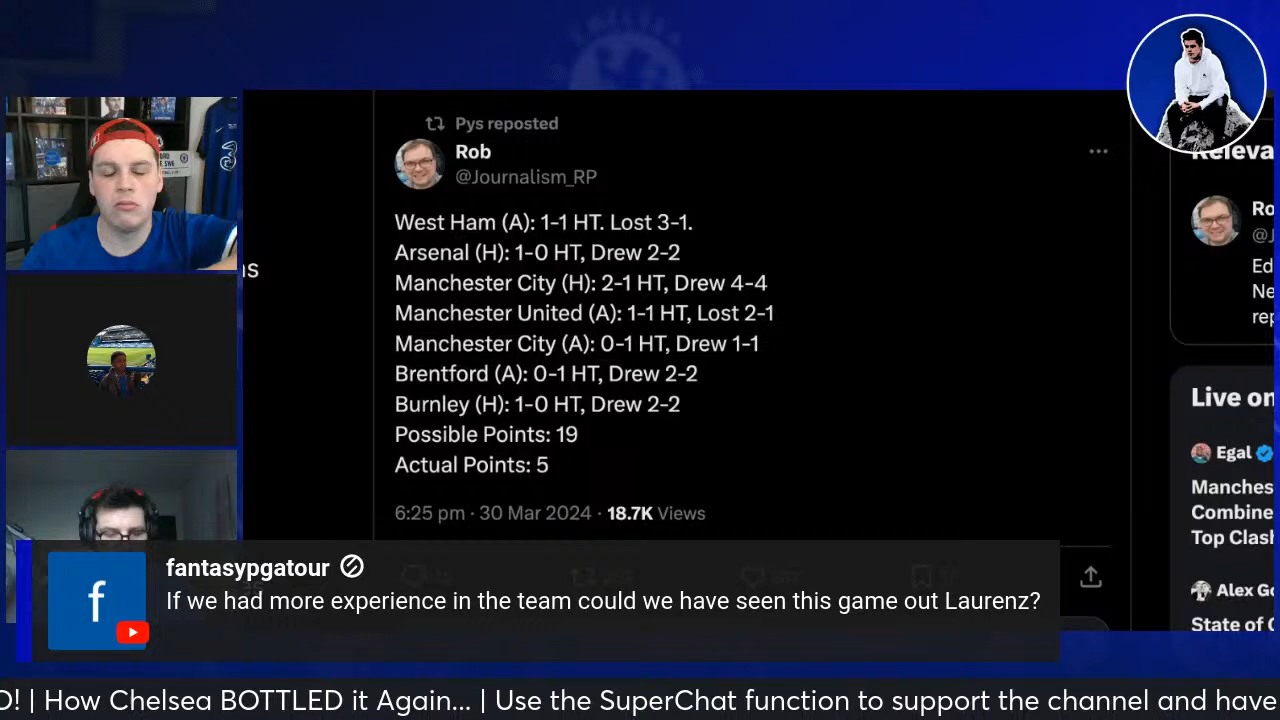 Pys reposted
Rob
@Journalism_RP
West Ham (A): 1-1 HT. Lost 3-1.
Arsenal (H): 1-0 HT, Drew 2-2
Manchester City (H): 2-1 HT, Drew 4-4
Manchester United (A): 1-1 HT, Lost 2-1
Manchester City (A): 0-1 HT, Drew 1-1
Brentford (A): 0-1 HT, Drew 2-2
Burnley (H): 1-0 HT, Drew 2-2
Possible Points: 19
Actual Points: 5
6:25 pm · 30 Mar 2024 · 18.7K Views
Releva
Ro
@J
Ed
Ne
rep
Live on
Egal
Manches
Combine
Top Clash
Alex Go
State of C
fantasypgatour
If we had more experience in the team could we have seen this game out Laurenz?
O! | How Chelsea BOTTLED it Again... | Use the SuperChat function to support the channel and have